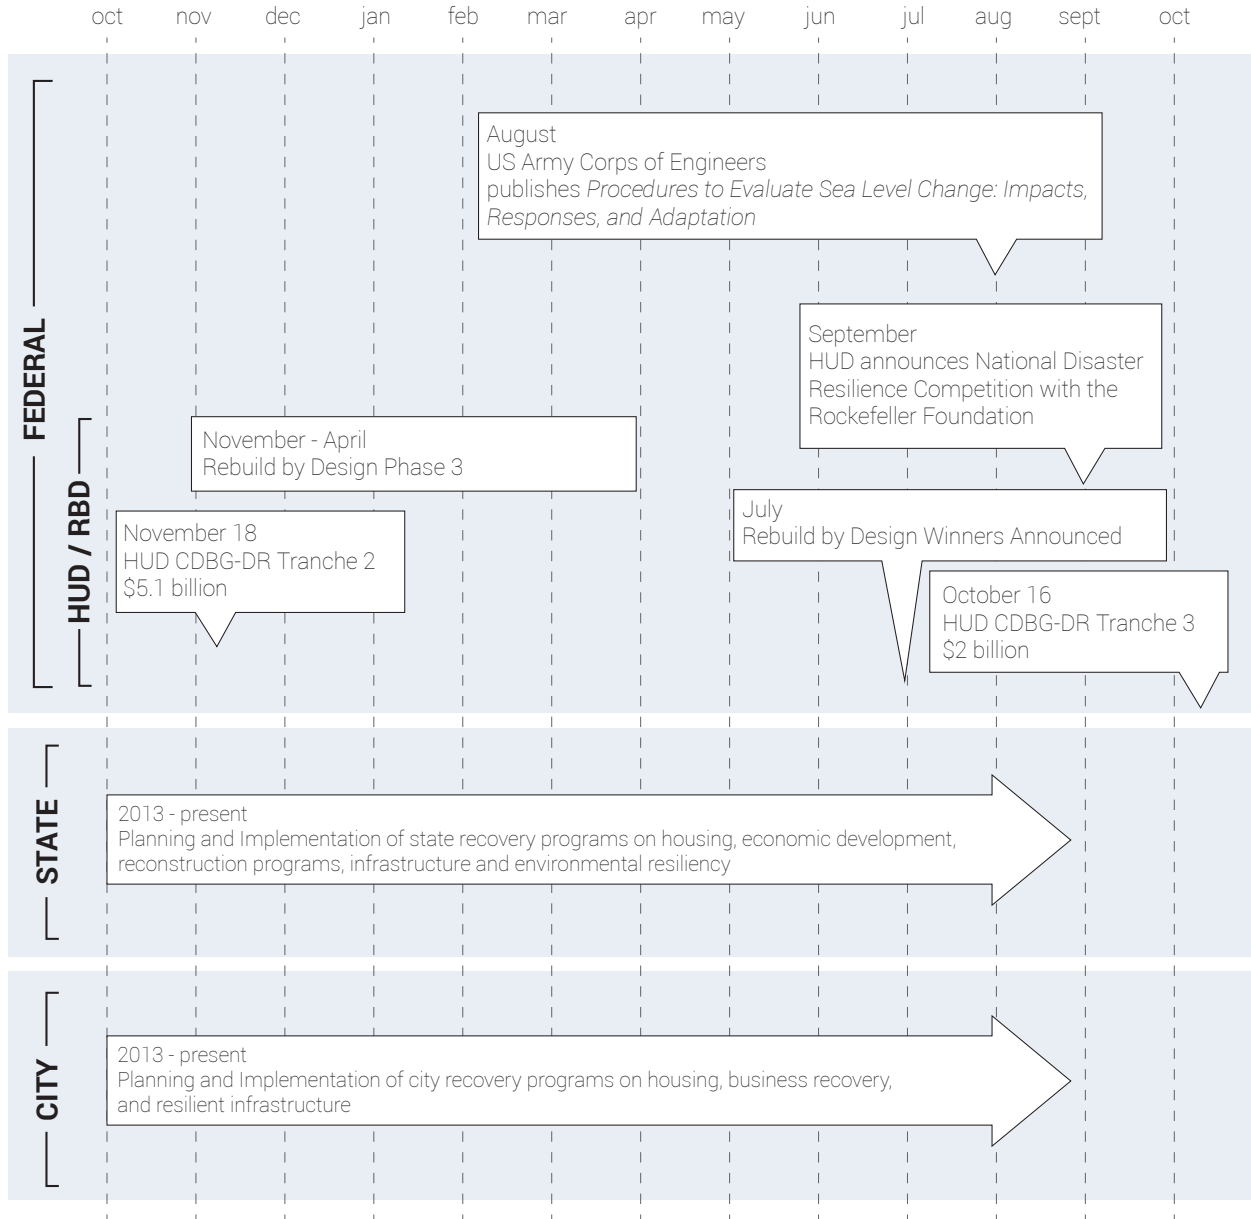 oct nov dec jan feb mar apr may jun jul aug sept oct
FEDERAL
August
US Army Corps of Engineers
publishes Procedures to Evaluate Sea Level Change: Impacts,
Responses, and Adaptation
September
HUD announces National Disaster
Resilience Competition with the
Rockefeller Foundation
HUD / RBD
November - April
Rebuild by Design Phase 3
November 18
HUD CDBG-DR Tranche 2
$5.1 billion
July
Rebuild by Design Winners Announced
October 16
HUD CDBG-DR Tranche 3
$2 billion
STATE
2013 - present
Planning and Implementation of state recovery programs on housing, economic development,
reconstruction programs, infrastructure and environmental resiliency
CITY
2013 - present
Planning and Implementation of city recovery programs on housing, business recovery,
and resilient infrastructure